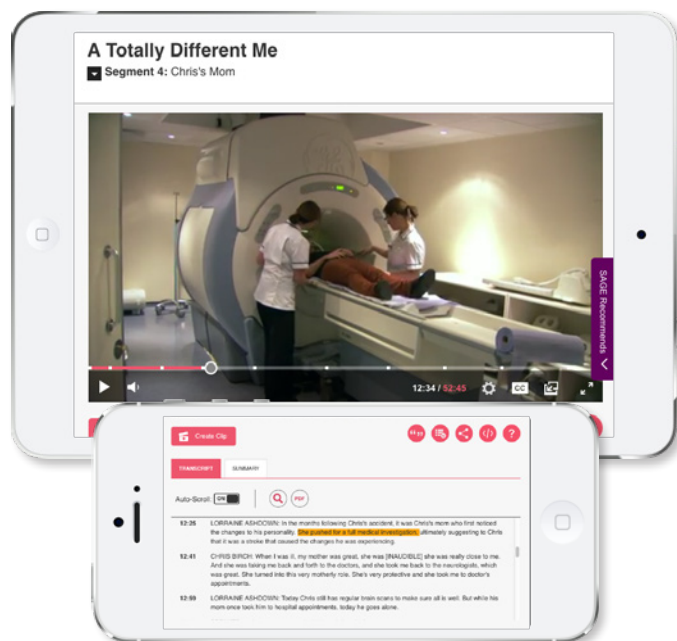 A Totally Different Me
Segment 4: Chris's Mom
SAGE Recommends
12:34 / 52:45
CC
Create Clip
?
TRANSCRIPT
SUMMARY
Auto-Scroll: ON
PDF
12:26 LORRAINE ASHDOWN: In the months following Chris's accident, it was Chris's mom who first noticed
the changes to his personality. She pushed for a full medical investigation, ultimately suggesting to Chris
that it was a stroke that caused the changes he was experiencing.
12:41 CHRIS BIRCH: When I was ill, my mother was great, she was [INAUDIBLE] she was really close to me.
And she was taking me back and forth to the doctors, and she took me back to the neurologists, which
was great. She turned into this very motherly role. She's very protective and she took me to doctor's
appointments.
12:59 LORRAINE ASHDOWN: Today Chris still has regular brain scans to make sure all is well. But while his
mom once took him to hospital appointments, today he goes alone.